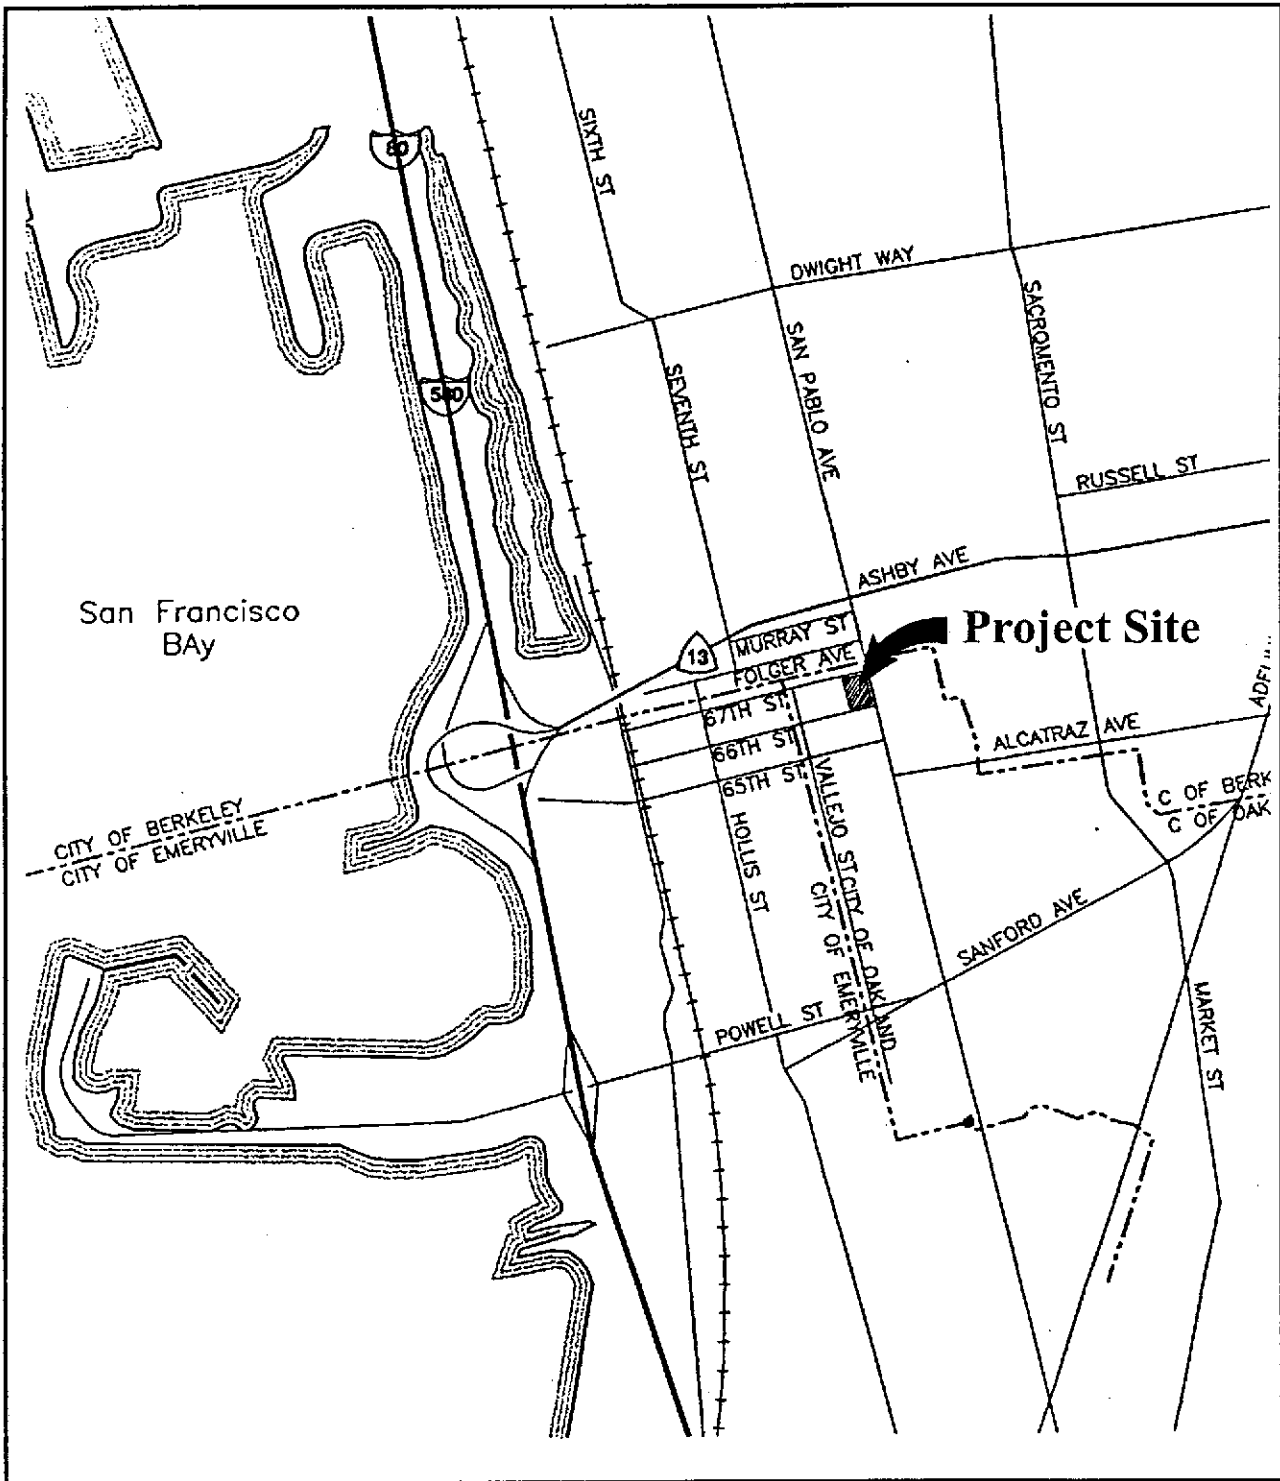 80
SIXTH ST
DWIGHT WAY
SAN PABLO AVE
SACROMENTO ST
580
SEVENTH ST
RUSSELL ST
ASHBY AVE
San Francisco
BAy
Project Site
13
MURRAY ST
FOLGER AVE
67TH ST
66TH ST
65TH ST
ALCATRAZ AVE
CITY OF BERKELEY
CITY OF EMERYVILLE
C OF BERK
C OF OAK
VALLEJO ST
HOLLIS ST
CITY OF OAKLAND
CITY OF EMERYVILLE
SANFORD AVE
POWELL ST
MARKET ST